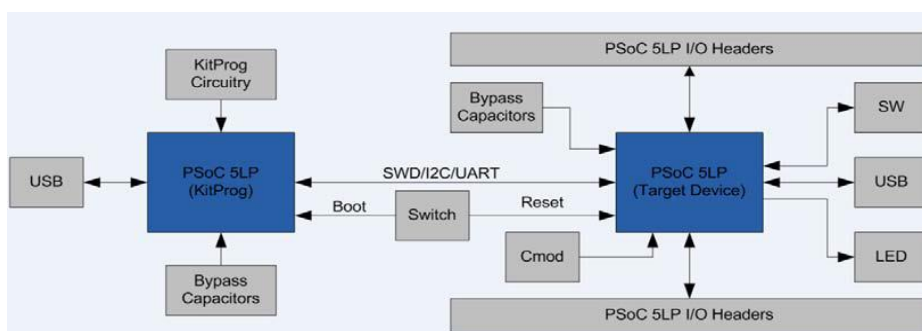 PSoC 5LP I/O Headers
KitProg
Circuitry
Bypass
Capacitors
SW
USB
PSoC 5LP
(KitProg)
SWD/I2C/UART
PSoC 5LP
(Target Device)
USB
Boot
Switch
Reset
Cmod
LED
Bypass
Capacitors
PSoC 5LP I/O Headers